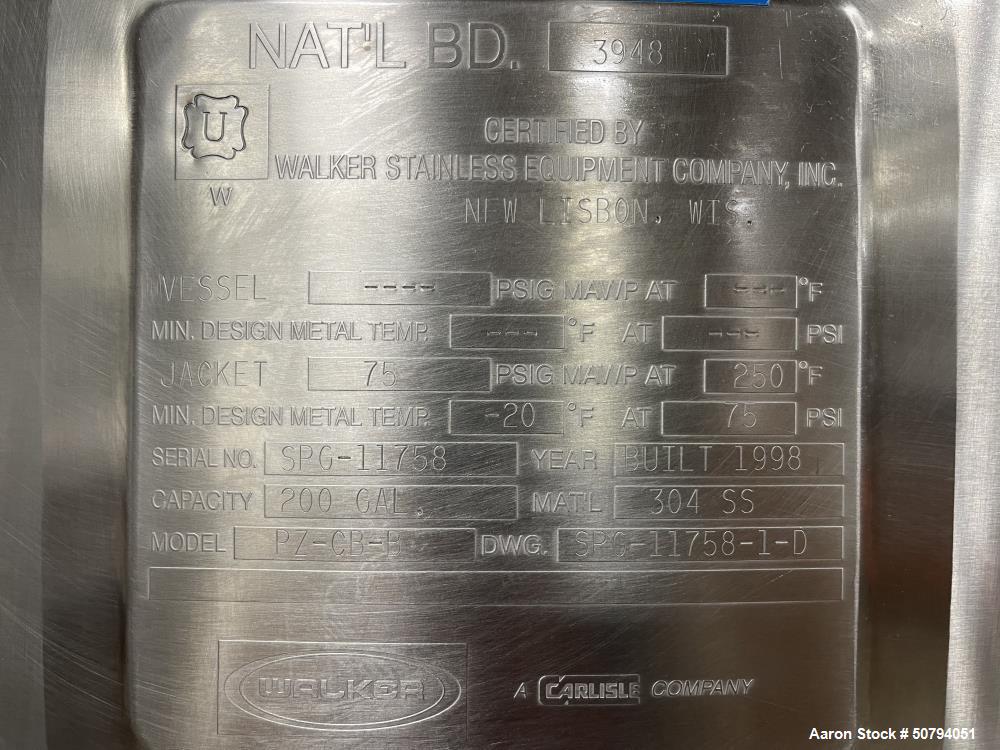 NAT'L BD. 3948
U
W
CERTIFIED BY
WALKER STAINLESS EQUIPMENT COMPANY, INC.
NEW LISBON, WIS.
VESSEL ---- PSIG MAWP AT --- °F
MIN. DESIGN METAL TEMP. --- °F AT --- PSI
JACKET 75 PSIG MAWP AT 250 °F
MIN. DESIGN METAL TEMP. -20 °F AT 75 PSI
SERIAL NO. SPG-11758 YEAR BUILT 1998
CAPACITY 200 GAL. MAT'L 304 SS
MODEL PZ-CB-B DWG. SPG-11758-1-D
WALKER A CARLISLE COMPANY
Aaron Stock # 50794051